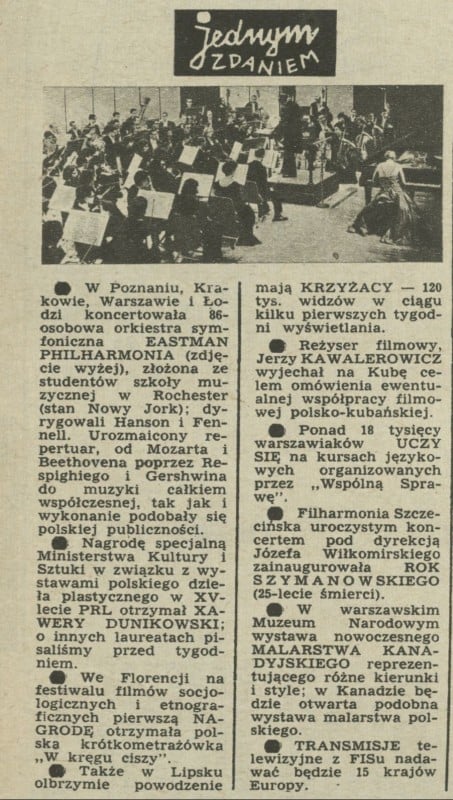 jednym
ZDANIEM
● W Poznaniu, Kra-
kowie, Warszawie i Ło-
dzi koncertowała 86-
osobowa orkiestra sym-
foniczna EASTMAN
PHILHARMONIA (zdję-
cie wyżej), złożona ze
studentów szkoły mu-
zycznej w Rochester
(stan Nowy Jork); dy-
rygowali Hanson i Fen-
nell. Urozmaicony re-
pertuar, od Mozarta i
Beethovena poprzez Re-
spighiego i Gershwina
do muzyki całkiem
współczesnej, tak jak i
wykonanie podobały się
polskiej publiczności.
● Nagrodę specjalną
Ministerstwa Kultury i
Sztuki w związku z wy-
stawami polskiego dzie-
ła plastycznego w XV-
lecie PRL otrzymał XA-
WERY DUNIKOWSKI;
o innych laureatach pi-
saliśmy przed tygod-
niem.
● We Florencji na
festiwalu filmów socjo-
logicznych i etnogra-
ficznych pierwszą NA-
GRODĘ otrzymała pol-
ska krótkometrażówka
„W kręgu ciszy”.
● Także w Lipsku
olbrzymie powodzenie
mają KRZYŻACY — 120
tys. widzów w ciągu
kilku pierwszych tygod-
ni wyświetlania.
● Reżyser filmowy,
Jerzy KAWALEROWICZ
wyjechał na Kubę ce-
lem omówienia ewentu-
alnej współpracy filmo-
wej polsko-kubańskiej.
● Ponad 18 tysięcy
warszawiaków UCZY
SIĘ na kursach języko-
wych organizowanych
przez „Wspólną Spra-
wę”.
● Filharmonia Szcze-
cińska uroczystym kon-
certem pod dyrekcją
Józefa Wiłkomirskiego
zainaugurowała ROK
SZYMANOWSKIEGO
(25-lecie śmierci).
● W warszawskim
Muzeum Narodowym
wystawa nowoczesnego
MALARSTWA KANA-
DYJSKIEGO reprezen-
tującego różne kierunki
i style; w Kanadzie bę-
dzie otwarta podobna
wystawa malarstwa pol-
skiego.
● TRANSMISJE te-
lewizyjne z FISu nada-
wać będzie 15 krajów
Europy.